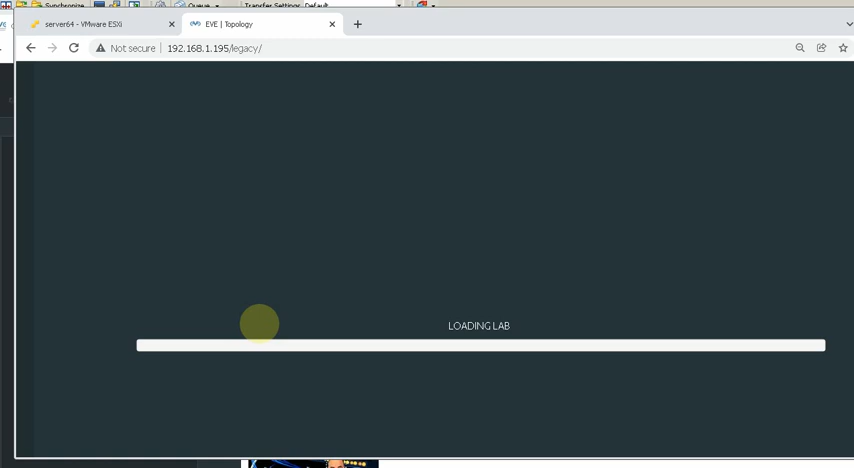 Synchronize
Queue
Transfer Settings Default
server64 - VMware ESXi
EVE | Topology
Not secure
192.168.1.195/legacy/
LOADING LAB